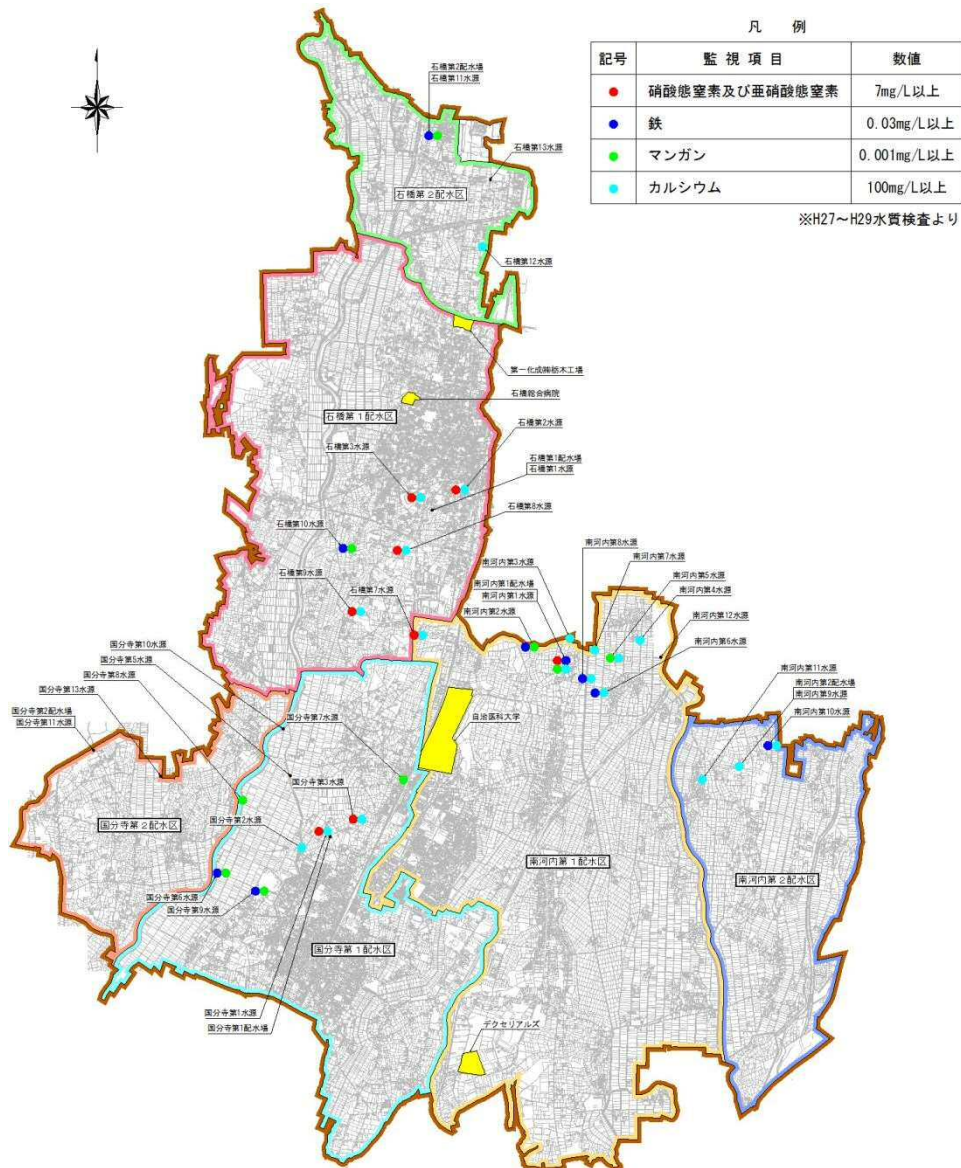 凡 例
記号 監視項目 数値
硝酸態窒素及び亜硝酸態窒素 7mg/L以上
鉄 0.03mg/L以上
マンガン 0.001mg/L以上
カルシウム 100mg/L以上
※H27～H29水質検査より
石橋第2配水場
石橋第11水源
石橋第13水源
石橋第2配水区
石橋第12水源
第一化成㈱栃木工場
石橋総合病院
石橋第1配水区
石橋第2水源
石橋第3水源
石橋第1配水場
石橋第1水源
石橋第8水源
石橋第10水源
石橋第9水源
石橋第7水源
南河内第8水源
南河内第7水源
南河内第3水源
南河内第5水源
南河内第1配水場
南河内第4水源
南河内第1水源
南河内第2水源
南河内第12水源
南河内第6水源
国分寺第10水源
国分寺第5水源
国分寺第8水源
国分寺第13水源
国分寺第2配水場
国分寺第11水源
国分寺第7水源
自治医科大学
南河内第11水源
南河内第2配水場
南河内第9水源
南河内第10水源
国分寺第3水源
国分寺第2水源
国分寺第2配水区
南河内第1配水区
南河内第2配水区
国分寺第6水源
国分寺第9水源
国分寺第1配水区
国分寺第1水源
国分寺第1配水場
デクセリアルズ